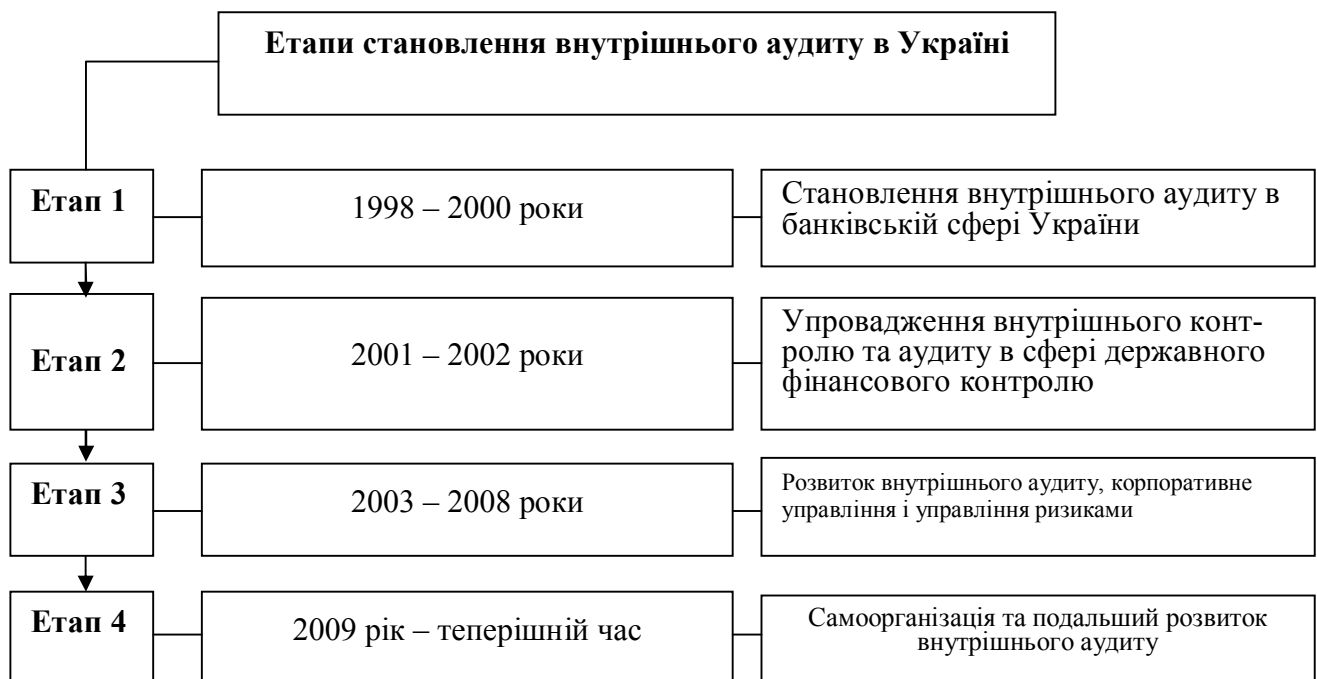 Етапи становлення внутрішнього аудиту в Україні
Етап 1
1998 – 2000 роки
Становлення внутрішнього аудиту в
банківській сфері України
Етап 2
2001 – 2002 роки
Упровадження внутрішнього конт-
ролю та аудиту в сфері державного
фінансового контролю
Етап 3
2003 – 2008 роки
Розвиток внутрішнього аудиту, корпоративне
управління і управління ризиками
Етап 4
2009 рік – теперішній час
Самоорганізація та подальший розвиток
внутрішнього аудиту